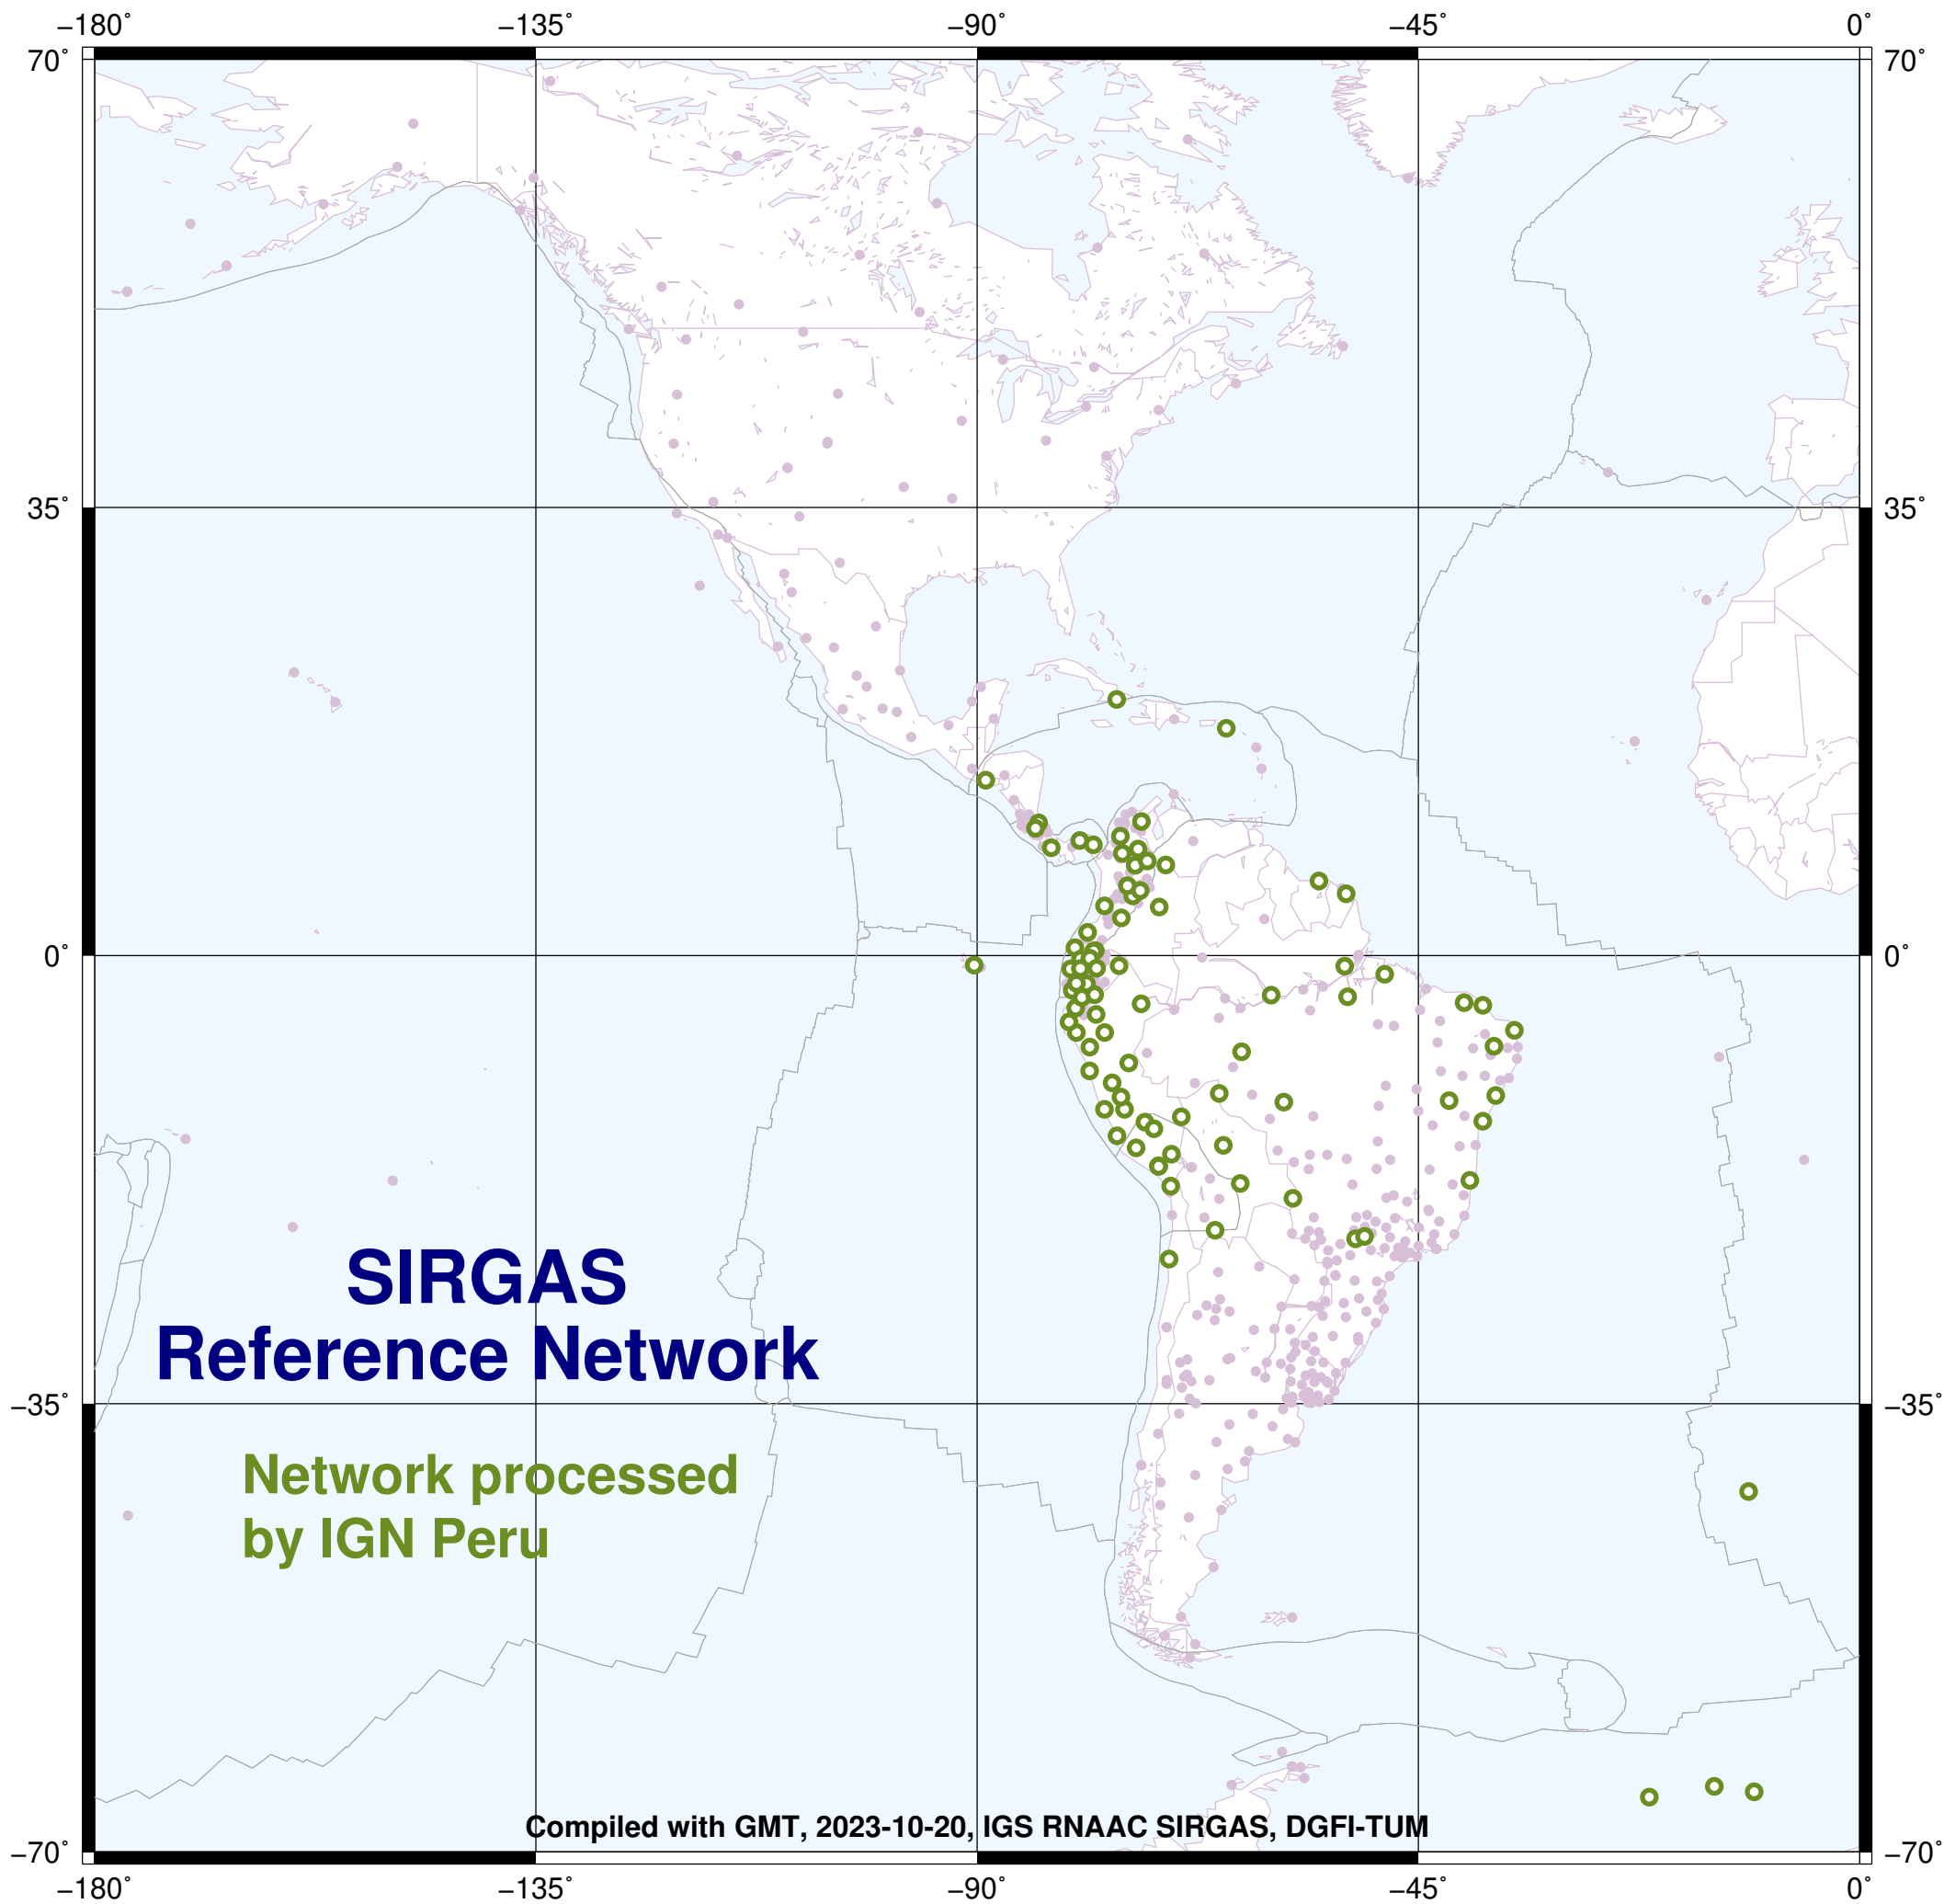 −180˚ −135˚ −90˚ −45˚ 0˚
70˚ 70˚
35˚ 35˚
0˚ 0˚
SIRGAS
Reference Network
−35˚ −35˚
Network processed
by IGN Peru
Compiled with GMT, 2023-10-20, IGS RNAAC SIRGAS, DGFI-TUM
−70˚ −70˚
−180˚ −135˚ −90˚ −45˚ 0˚